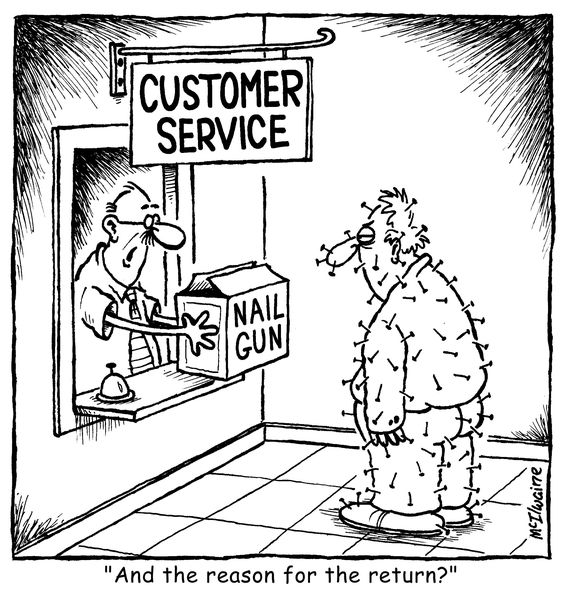 CUSTOMER
SERVICE
NAIL
GUN
McIlwaine
"And the reason for the return?"